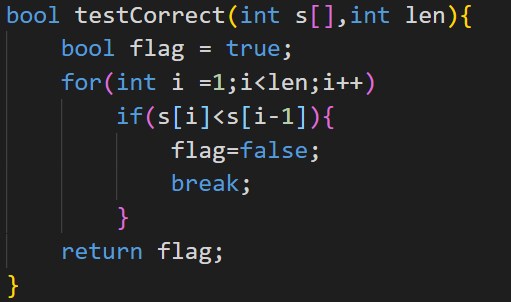 bool testCorrect(int s[],int len){
    bool flag = true;
    for(int i =1;i<len;i++)
        if(s[i]<s[i-1]){
            flag=false;
            break;
        }
    return flag;
}